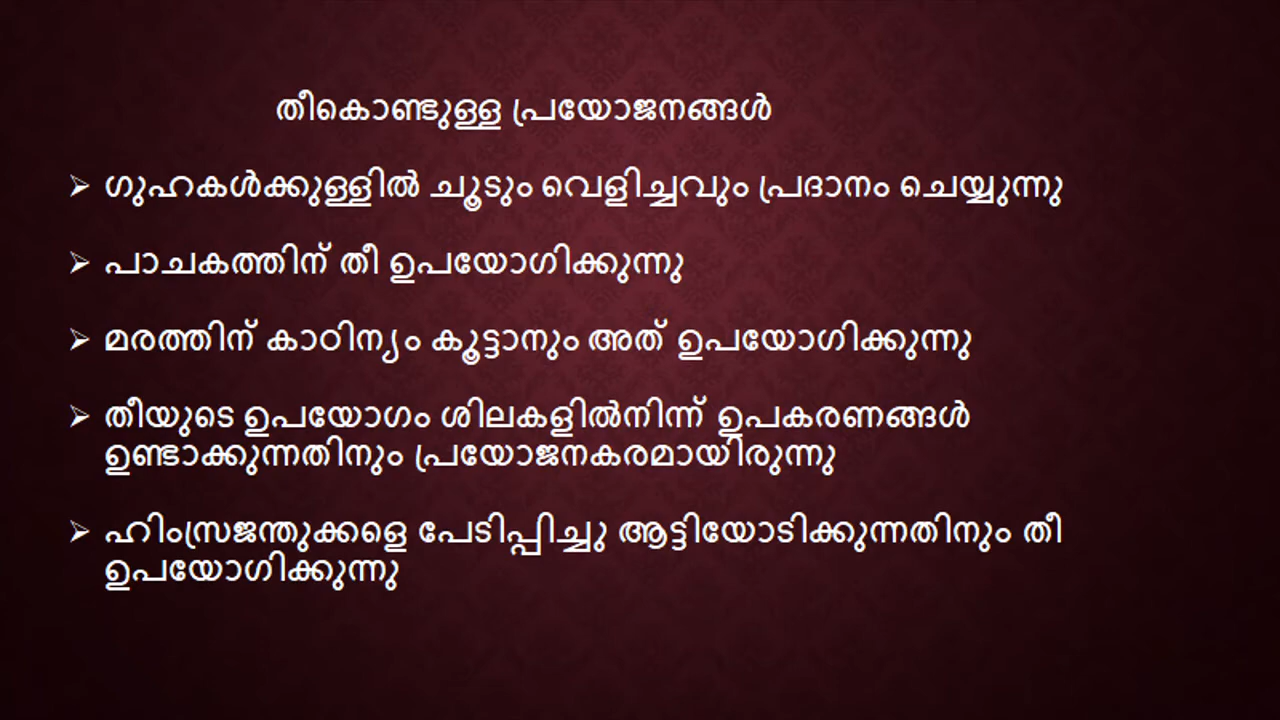 തീകൊണ്ടുള്ള പ്രയോജനങ്ങൾ
➢ ഗുഹകൾക്കുള്ളിൽ ചൂടും വെളിച്ചവും പ്രദാനം ചെയ്യുന്നു
➢ പാചകത്തിന് തീ ഉപയോഗിക്കുന്നു
➢ മരത്തിന് കാഠിന്യം കൂട്ടാനും അത് ഉപയോഗിക്കുന്നു
➢ തീയുടെ ഉപയോഗം ശിലകളിൽനിന്ന് ഉപകരണങ്ങൾ
ഉണ്ടാക്കുന്നതിനും പ്രയോജനകരമായിരുന്നു
➢ ഹിംസ്രജന്തുക്കളെ പേടിപ്പിച്ചു ആട്ടിയോടിക്കുന്നതിനും തീ
ഉപയോഗിക്കുന്നു